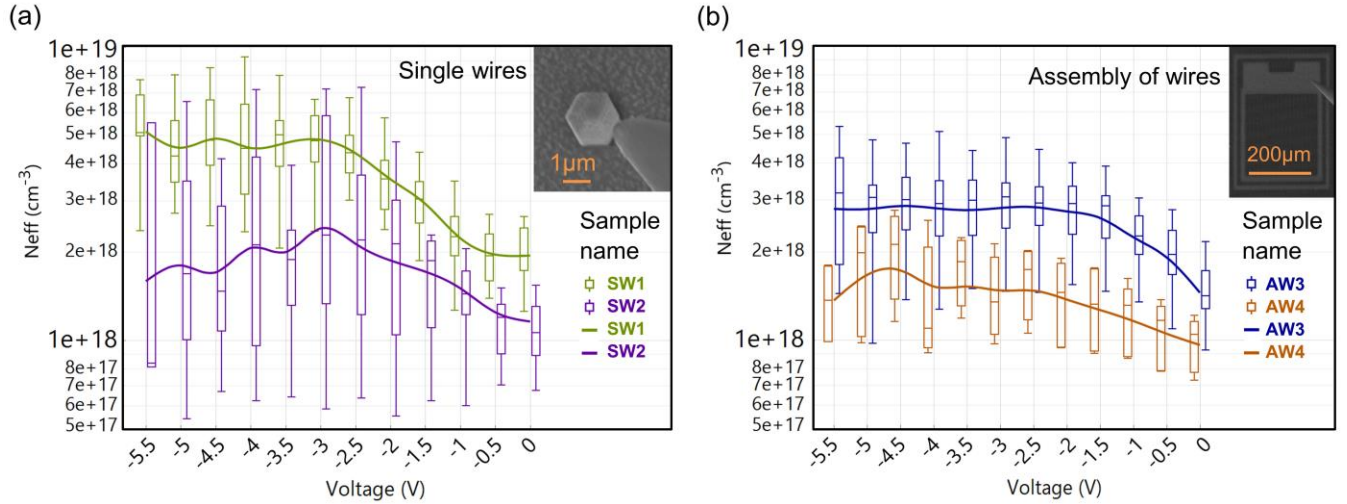 (a)
Neff (cm⁻³)
1e+19
8e+18
7e+18
6e+18
5e+18
4e+18
3e+18
2e+18
1e+18
8e+17
7e+17
6e+17
5e+17
Single wires
1µm
Sample
name
SW1
SW2
SW1
SW2
-5.5 -5 -4.5 -4 -3.5 -3 -2.5 -2 -1.5 -1 -0.5 0
Voltage (V)
(b)
Neff (cm⁻³)
1e+19
8e+18
7e+18
6e+18
5e+18
4e+18
3e+18
2e+18
1e+18
8e+17
7e+17
6e+17
5e+17
Assembly of wires
200µm
Sample
name
AW3
AW4
AW3
AW4
-5.5 -5 -4.5 -4 -3.5 -3 -2.5 -2 -1.5 -1 -0.5 0
Voltage (V)